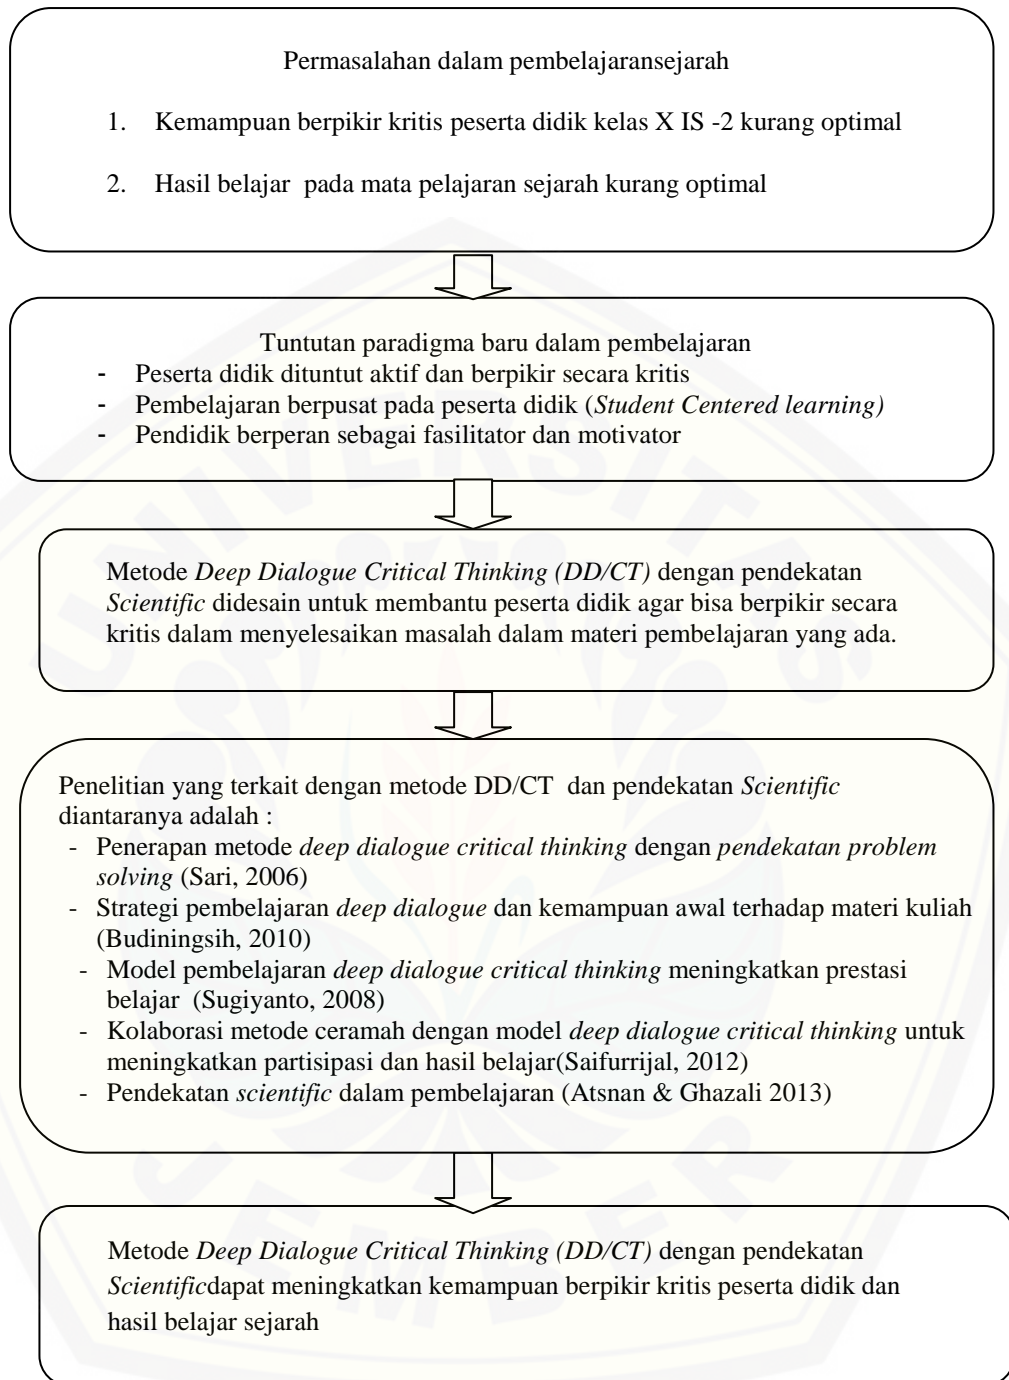 Permasalahan dalam pembelajaransejarah
1. Kemampuan berpikir kritis peserta didik kelas X IS -2 kurang optimal
2. Hasil belajar pada mata pelajaran sejarah kurang optimal
Tuntutan paradigma baru dalam pembelajaran
- Peserta didik dituntut aktif dan berpikir secara kritis
- Pembelajaran berpusat pada peserta didik (Student Centered learning)
- Pendidik berperan sebagai fasilitator dan motivator
Metode Deep Dialogue Critical Thinking (DD/CT) dengan pendekatan
Scientific didesain untuk membantu peserta didik agar bisa berpikir secara
kritis dalam menyelesaikan masalah dalam materi pembelajaran yang ada.
Penelitian yang terkait dengan metode DD/CT dan pendekatan Scientific
diantaranya adalah :
- Penerapan metode deep dialogue critical thinking dengan pendekatan problem
solving (Sari, 2006)
- Strategi pembelajaran deep dialogue dan kemampuan awal terhadap materi kuliah
(Budiningsih, 2010)
- Model pembelajaran deep dialogue critical thinking meningkatkan prestasi
belajar (Sugiyanto, 2008)
- Kolaborasi metode ceramah dengan model deep dialogue critical thinking untuk
meningkatkan partisipasi dan hasil belajar(Saifurrijal, 2012)
- Pendekatan scientific dalam pembelajaran (Atsnan & Ghazali 2013)
Metode Deep Dialogue Critical Thinking (DD/CT) dengan pendekatan
Scientificdapat meningkatkan kemampuan berpikir kritis peserta didik dan
hasil belajar sejarah
UNIVERSITAS
JEMBER